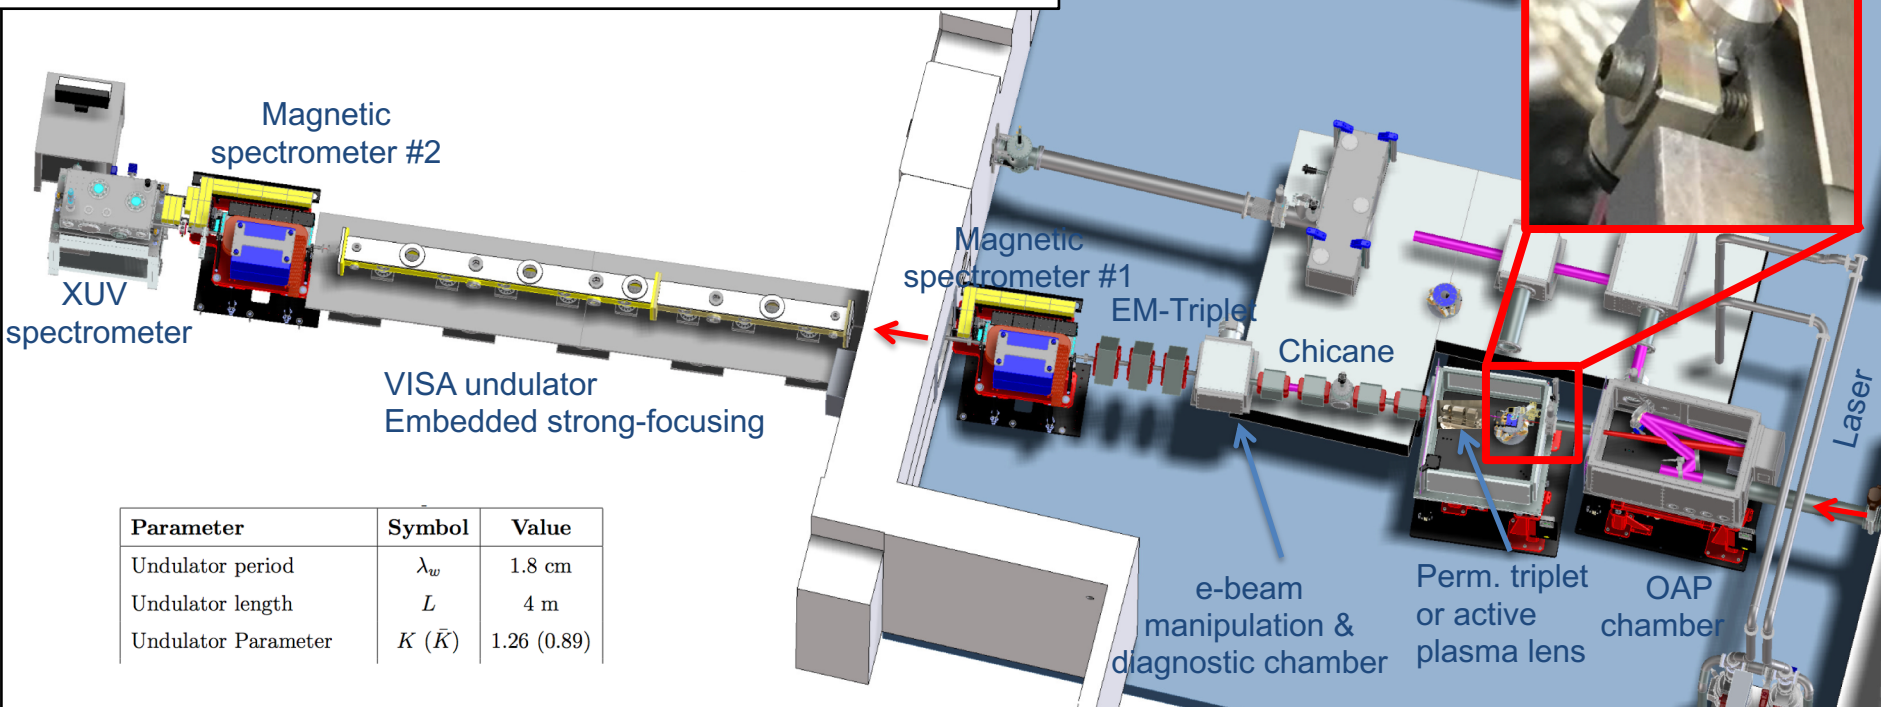 Magnetic
spectrometer #2
XUV
spectrometer
VISA undulator
Embedded strong-focusing
Magnetic
spectrometer #1
EM-Triplet
Chicane
Laser
e-beam
manipulation &
diagnostic chamber
Perm. triplet
or active
plasma lens
OAP
chamber
Parameter Symbol Value
Undulator period λ_w 1.8 cm
Undulator length L 4 m
Undulator Parameter K (K̄) 1.26 (0.89)